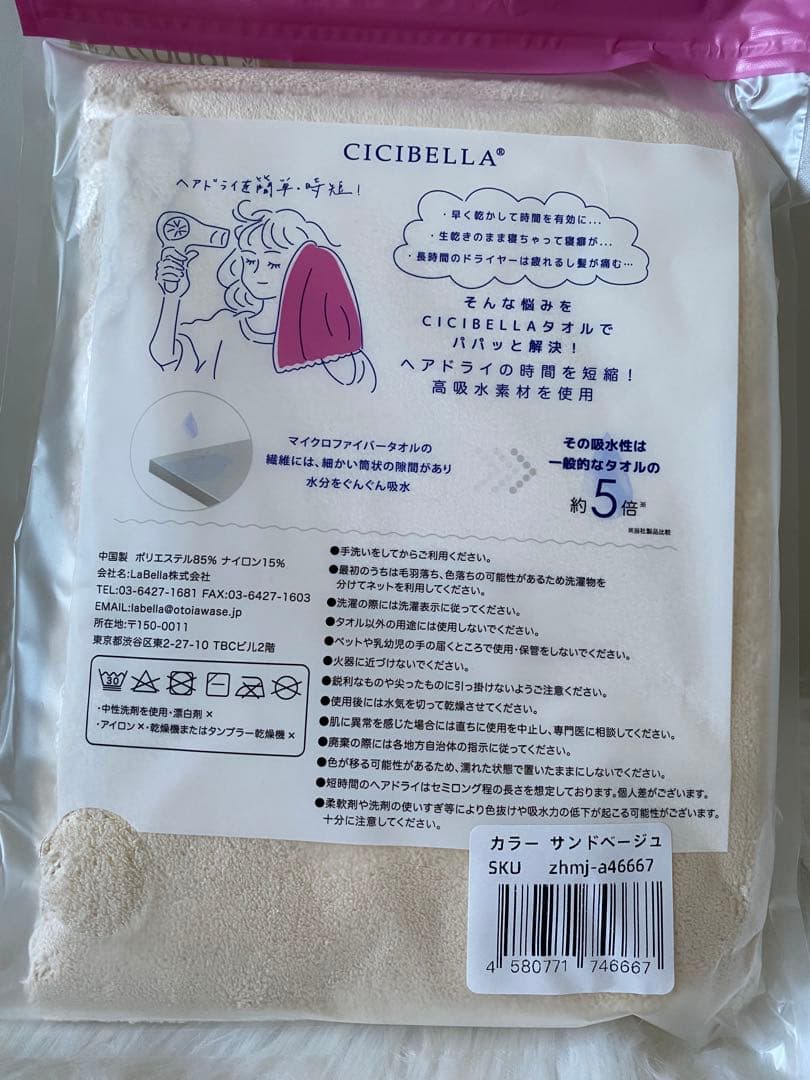 CICIBELLA®
ヘアドライを簡単・時短!
・早く乾かして時間を有効に...
・生乾きのまま寝ちゃって寝癖が...
・長時間のドライヤーは疲れるし髪が痛む…
そんな悩みを
CICIBELLAタオルで
パパッと解決!
ヘアドライの時間を短縮!
高吸水素材を使用
マイクロファイバータオルの
繊維には、細かい筒状の隙間があり
水分をぐんぐん吸水
その吸水性は
一般的なタオルの
約5倍※
※当社製品比較
中国製 ポリエステル85% ナイロン15%
会社名:LaBella株式会社
TEL:03-6427-1681 FAX:03-6427-1603
EMAIL:labella@otoiawase.jp
所在地:〒150-0011
東京都渋谷区東2-27-10 TBCビル2階
30
・中性洗剤を使用・漂白剤×
・アイロン×・乾燥機またはタンブラー乾燥機×
●手洗いをしてからご利用ください。
●最初のうちは毛羽落ち、色落ちの可能性があるため洗濯物を
分けてネットを利用してください。
●洗濯の際には洗濯表示に従ってください。
●タオル以外の用途には使用しないでください。
●ペットや乳幼児の手の届くところで使用・保管をしないでください。
●火器に近づけないでください。
●鋭利なものや尖ったものに引っ掛けないようご注意ください。
●使用後には水気を切って乾燥させてください。
●肌に異常を感じた場合には直ちに使用を中止し、専門医に相談してください。
●廃棄の際には各地方自治体の指示に従ってください。
●色が移る可能性があるため、濡れた状態で置いたままにしないでください。
●短時間のヘアドライはセミロング程の長さを想定しております。個人差がございます。
●柔軟剤や洗剤の使いすぎ等により色抜けや吸水力の低下が起こる可能性がございます。
十分に注意してください。
カラー サンドベージュ
SKU zhmj-a46667
4 580771 746667